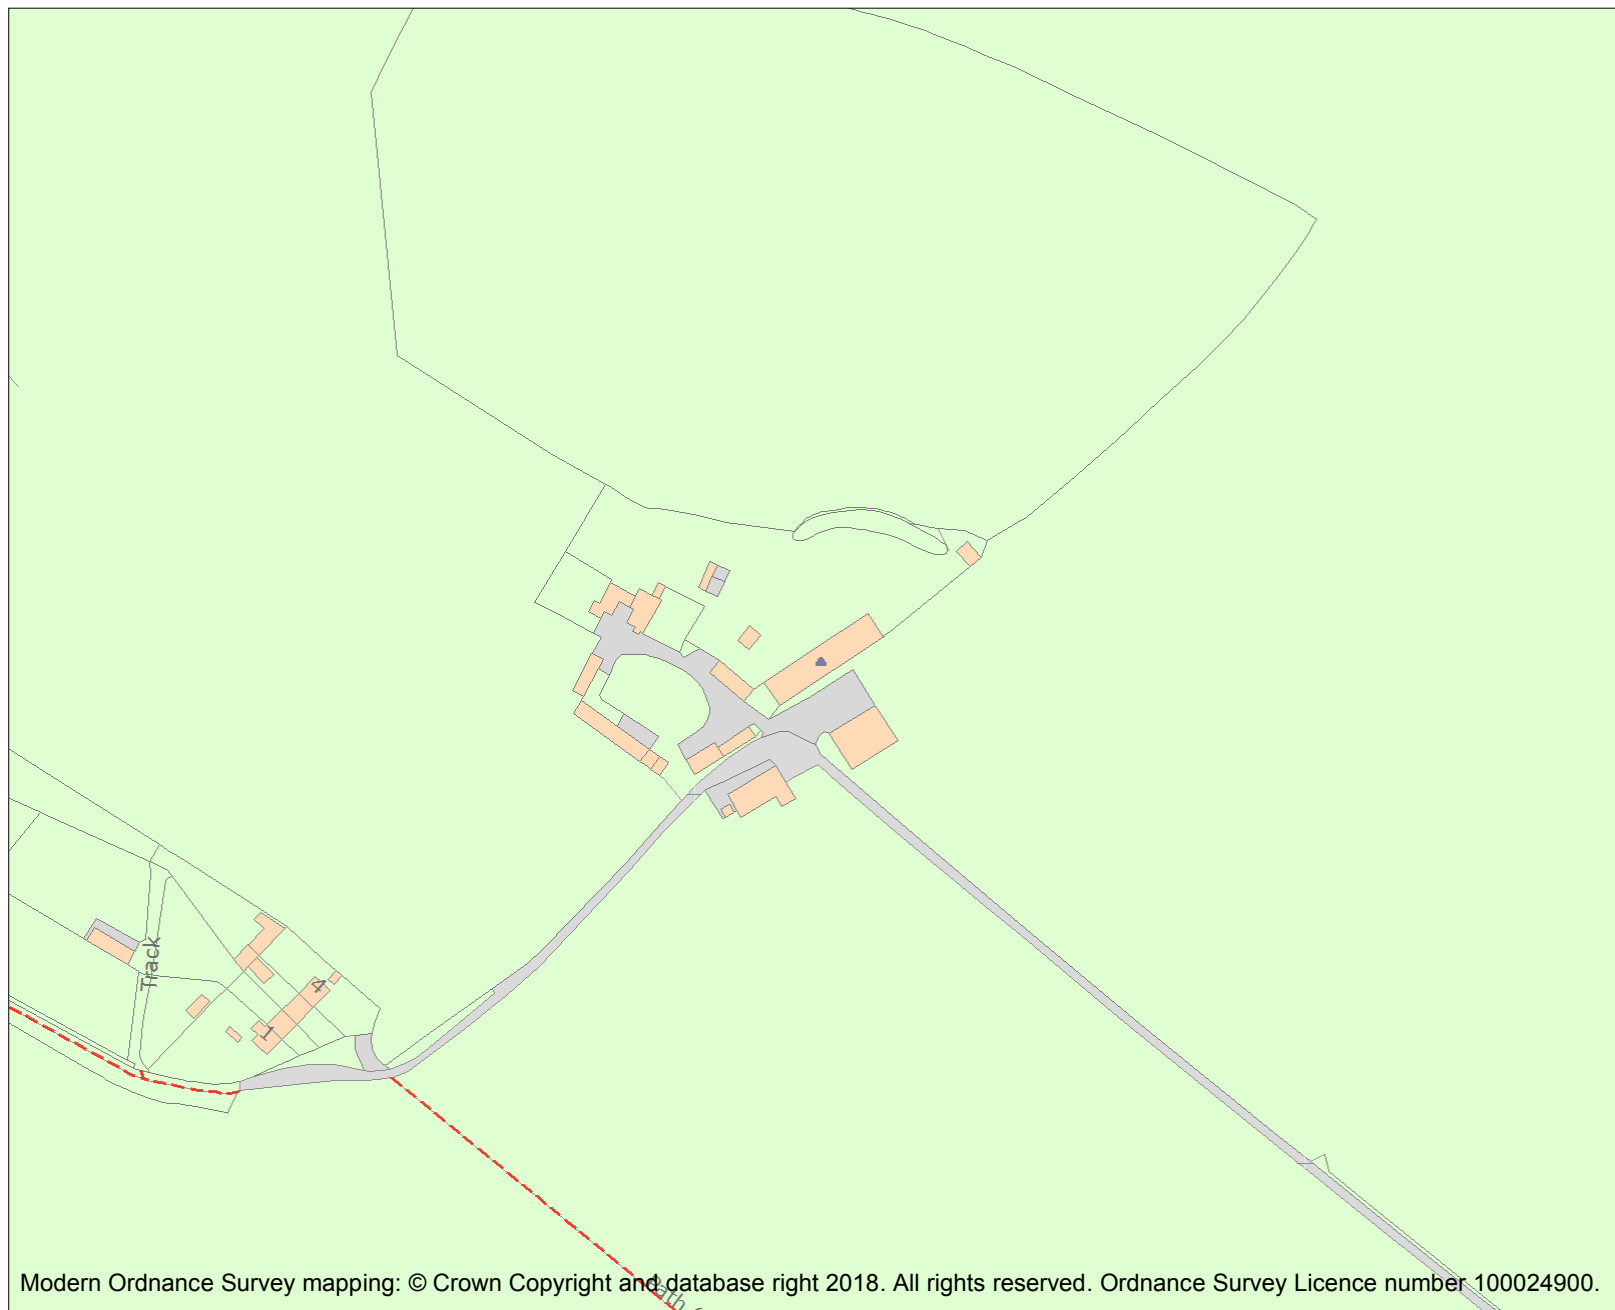 4
Track
1
Path
Modern Ordnance Survey mapping: © Crown Copyright and database right 2018. All rights reserved. Ordnance Survey Licence number 100024900.